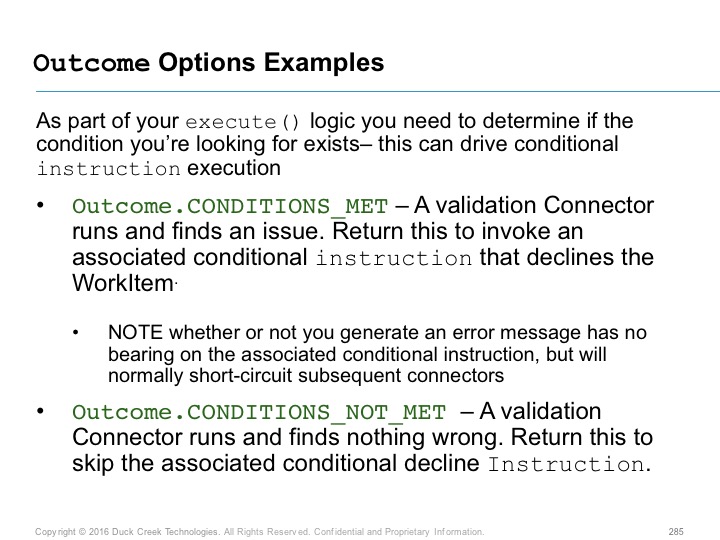 Outcome Options Examples
As part of your execute() logic you need to determine if the
condition you’re looking for exists– this can drive conditional
instruction execution
• Outcome.CONDITIONS_MET – A validation Connector
runs and finds an issue. Return this to invoke an
associated conditional instruction that declines the
WorkItem.
• NOTE whether or not you generate an error message has no
bearing on the associated conditional instruction, but will
normally short-circuit subsequent connectors
• Outcome.CONDITIONS_NOT_MET – A validation
Connector runs and finds nothing wrong. Return this to
skip the associated conditional decline Instruction.
Copyright © 2016 Duck Creek Technologies. All Rights Reserved. Confidential and Proprietary Information. 285